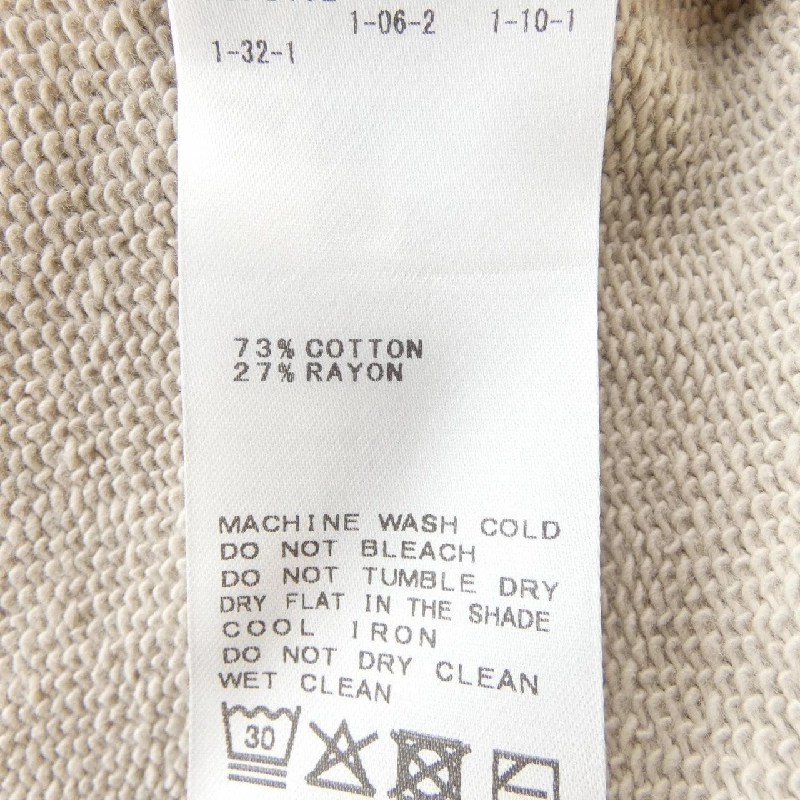 1-06-2 1-10-1
1-32-1
73% COTTON
27% RAYON
MACHINE WASH COLD
DO NOT BLEACH
DO NOT TUMBLE DRY
DRY FLAT IN THE SHADE
COOL IRON
DO NOT DRY CLEAN
WET CLEAN
30